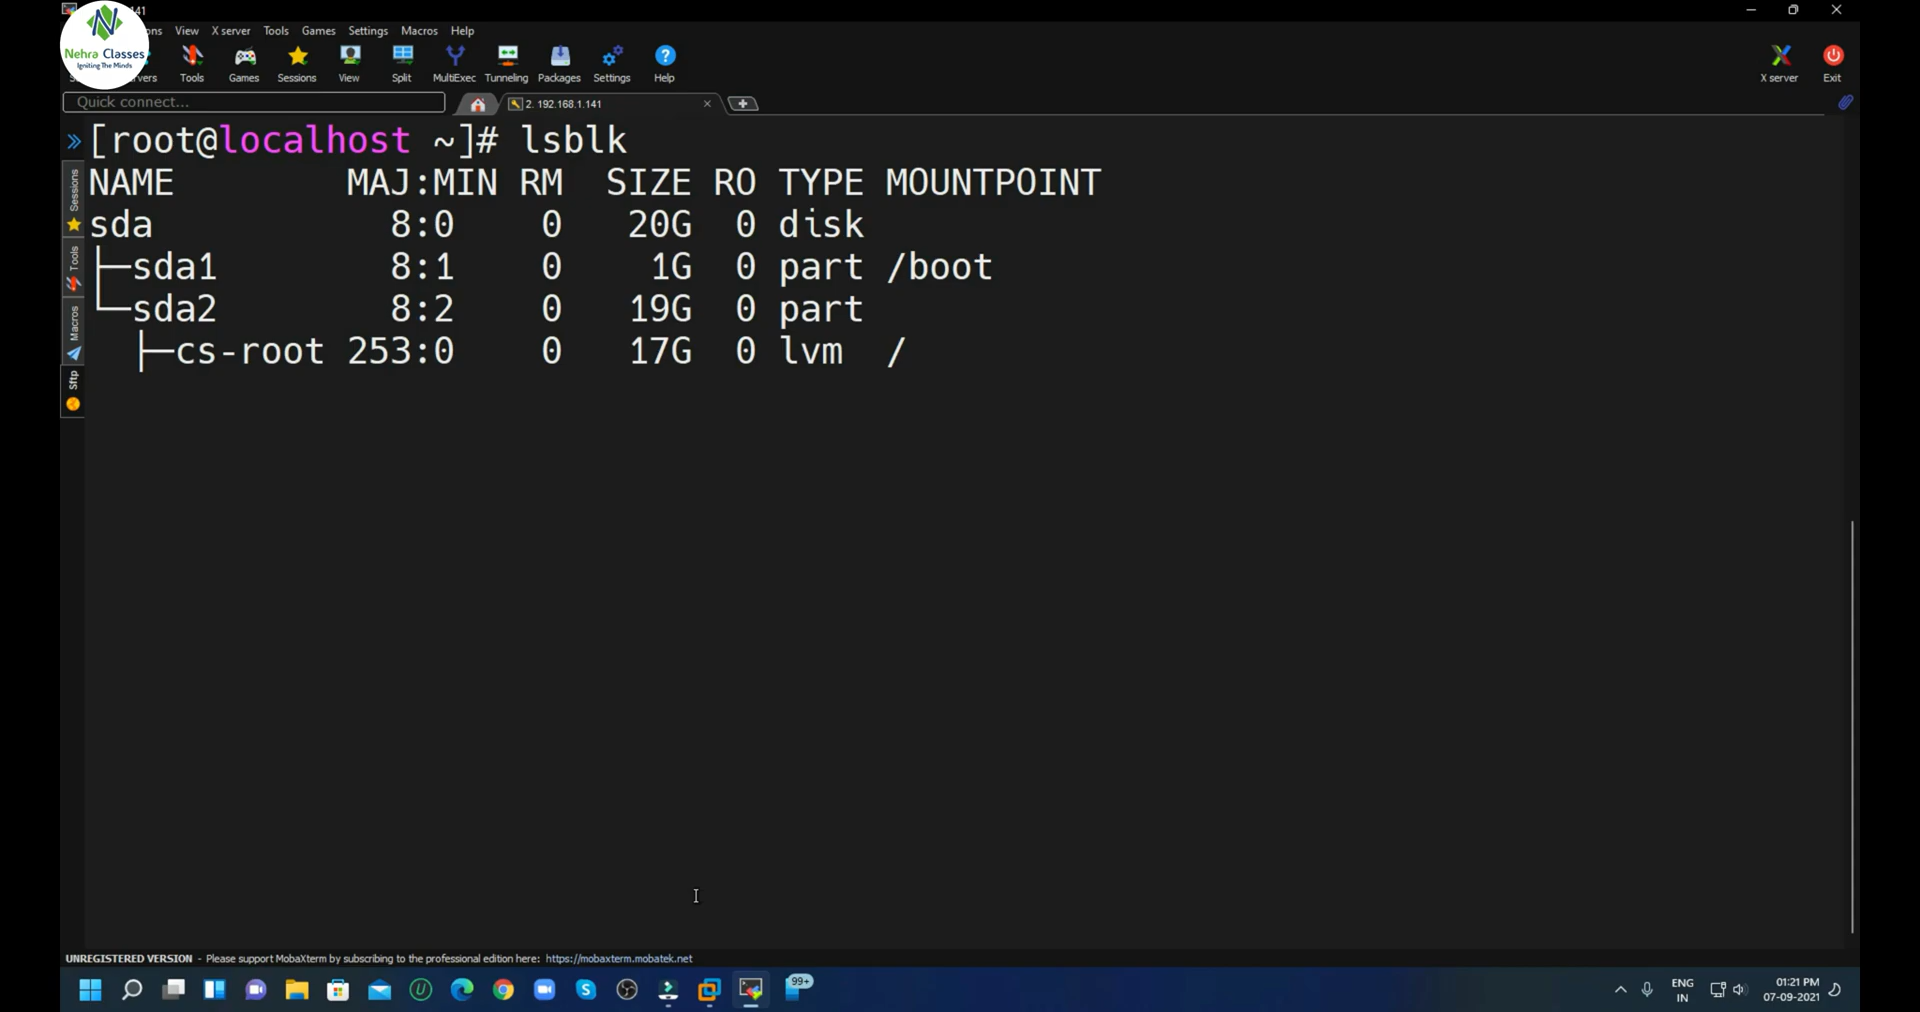 141
Nehra Classes
Igniting The Minds
View X server Tools Games Settings Macros Help
Tools Games Sessions View Split MultiExec Tunneling Packages Settings Help X server Exit
Quick connect...
2. 192.168.1.141
[root@localhost ~]# lsblk
NAME MAJ:MIN RM SIZE RO TYPE MOUNTPOINT
sda 8:0 0 20G 0 disk
├─sda1 8:1 0 1G 0 part /boot
└─sda2 8:2 0 19G 0 part
├─cs-root 253:0 0 17G 0 lvm /
Sessions
Tools
Macros
Sftp
UNREGISTERED VERSION - Please support MobaXterm by subscribing to the professional edition here: https://mobaxterm.mobatek.net
99+
ENG
IN
01:21 PM
07-09-2021